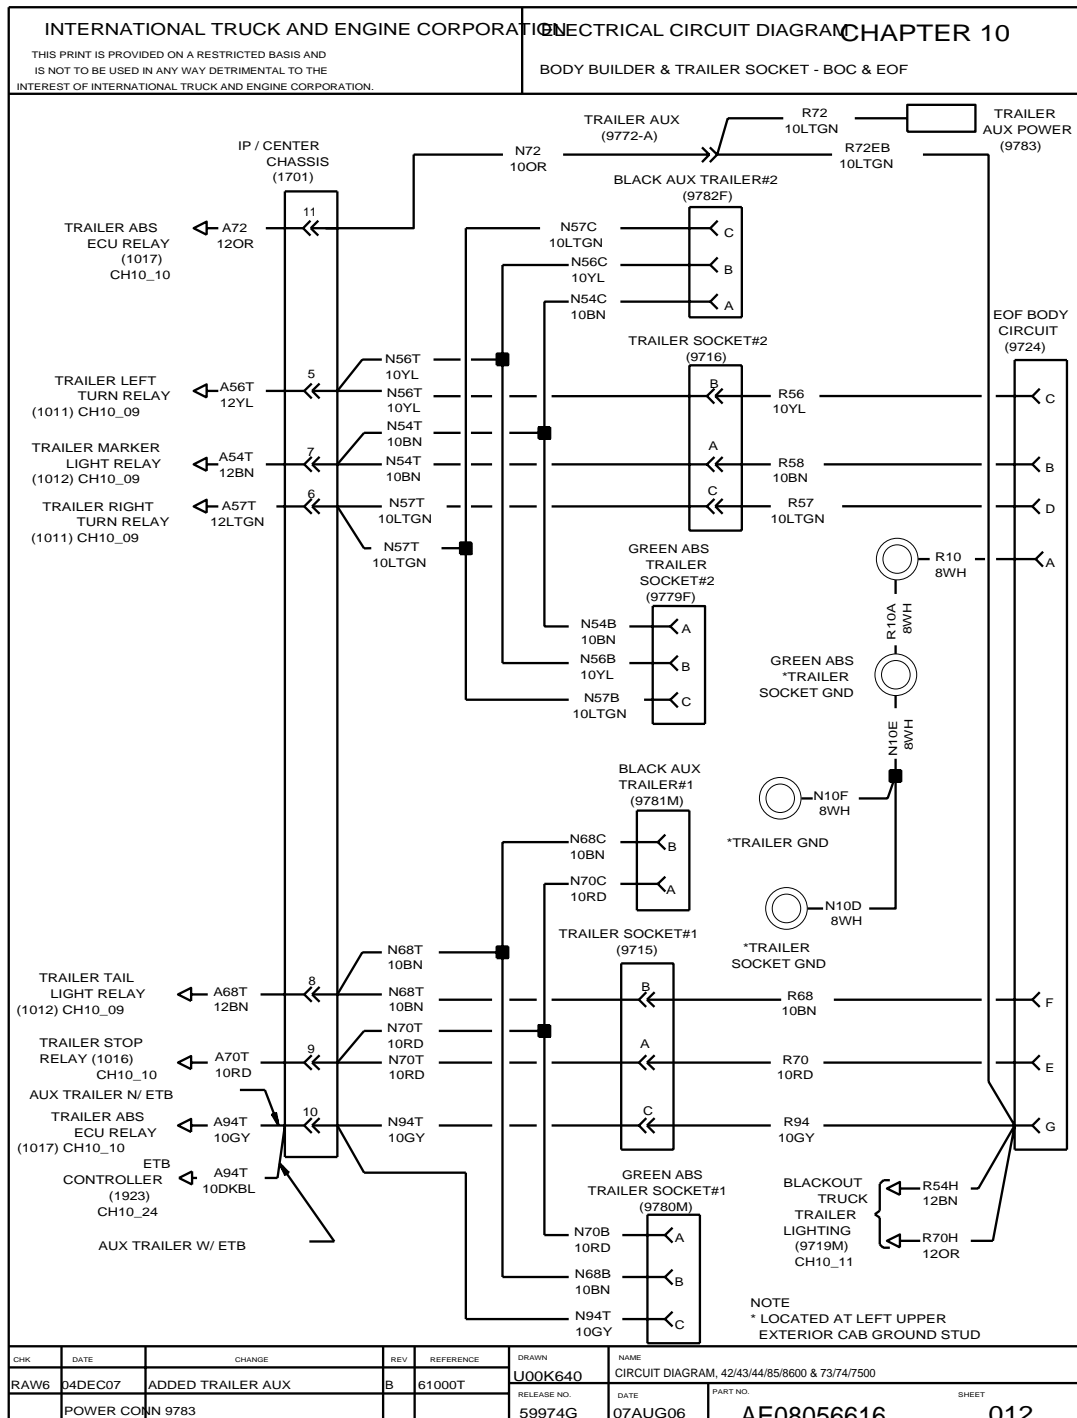 INTERNATIONAL TRUCK AND ENGINE CORPORATION
ELECTRICAL CIRCUIT DIAGRAM
CHAPTER 10
THIS PRINT IS PROVIDED ON A RESTRICTED BASIS AND
IS NOT TO BE USED IN ANY WAY DETRIMENTAL TO THE
INTEREST OF INTERNATIONAL TRUCK AND ENGINE CORPORATION.
BODY BUILDER & TRAILER SOCKET - BOC & EOF
TRAILER AUX
(9772-A)
R72
10LTGN
TRAILER
AUX POWER
(9783)
IP / CENTER
CHASSIS
(1701)
N72
10OR
R72EB
10LTGN
BLACK AUX TRAILER#2
(9782F)
11
TRAILER ABS
ECU RELAY
(1017)
CH10_10
A72
12OR
N57C
10LTGN
C
N56C
10YL
B
N54C
10BN
A
EOF BODY
CIRCUIT
(9724)
TRAILER SOCKET#2
(9716)
N56T
10YL
5
TRAILER LEFT
TURN RELAY
(1011) CH10_09
A56T
12YL
N56T
10YL
B
R56
10YL
C
N54T
10BN
TRAILER MARKER
LIGHT RELAY
(1012) CH10_09
A54T
12BN
7
N54T
10BN
A
R58
10BN
B
TRAILER RIGHT
TURN RELAY
(1011) CH10_09
A57T
12LTGN
6
N57T
10LTGN
C
R57
10LTGN
D
N57T
10LTGN
GREEN ABS
TRAILER
SOCKET#2
(9779F)
R10
8WH
A
R10A
8WH
N54B
10BN
A
N56B
10YL
B
N57B
10LTGN
C
GREEN ABS
*TRAILER
SOCKET GND
N10E
8WH
BLACK AUX
TRAILER#1
(9781M)
N10F
8WH
*TRAILER GND
N68C
10BN
B
N70C
10RD
A
N10D
8WH
*TRAILER
SOCKET GND
TRAILER SOCKET#1
(9715)
N68T
10BN
TRAILER TAIL
LIGHT RELAY
(1012) CH10_09
A68T
12BN
8
N68T
10BN
B
R68
10BN
F
N70T
10RD
TRAILER STOP
RELAY (1016)
CH10_10
A70T
10RD
9
N70T
10RD
A
R70
10RD
E
AUX TRAILER N/ ETB
TRAILER ABS
ECU RELAY
(1017) CH10_10
A94T
10GY
10
N94T
10GY
C
R94
10GY
G
ETB
CONTROLLER
(1923)
CH10_24
A94T
10DKBL
AUX TRAILER W/ ETB
GREEN ABS
TRAILER SOCKET#1
(9780M)
BLACKOUT
TRUCK
TRAILER
LIGHTING
(9719M)
CH10_11
R54H
12BN
R70H
12OR
N70B
10RD
A
N68B
10BN
B
N94T
10GY
C
NOTE
* LOCATED AT LEFT UPPER
EXTERIOR CAB GROUND STUD
CHK DATE CHANGE REV REFERENCE
RAW6 04DEC07 ADDED TRAILER AUX B 61000T
POWER CONN 9783
DRAWN
U00K640
NAME
CIRCUIT DIAGRAM, 42/43/44/85/8600 & 73/74/7500
RELEASE NO.
59974G
DATE
07AUG06
PART NO.
AE08056616
SHEET
012